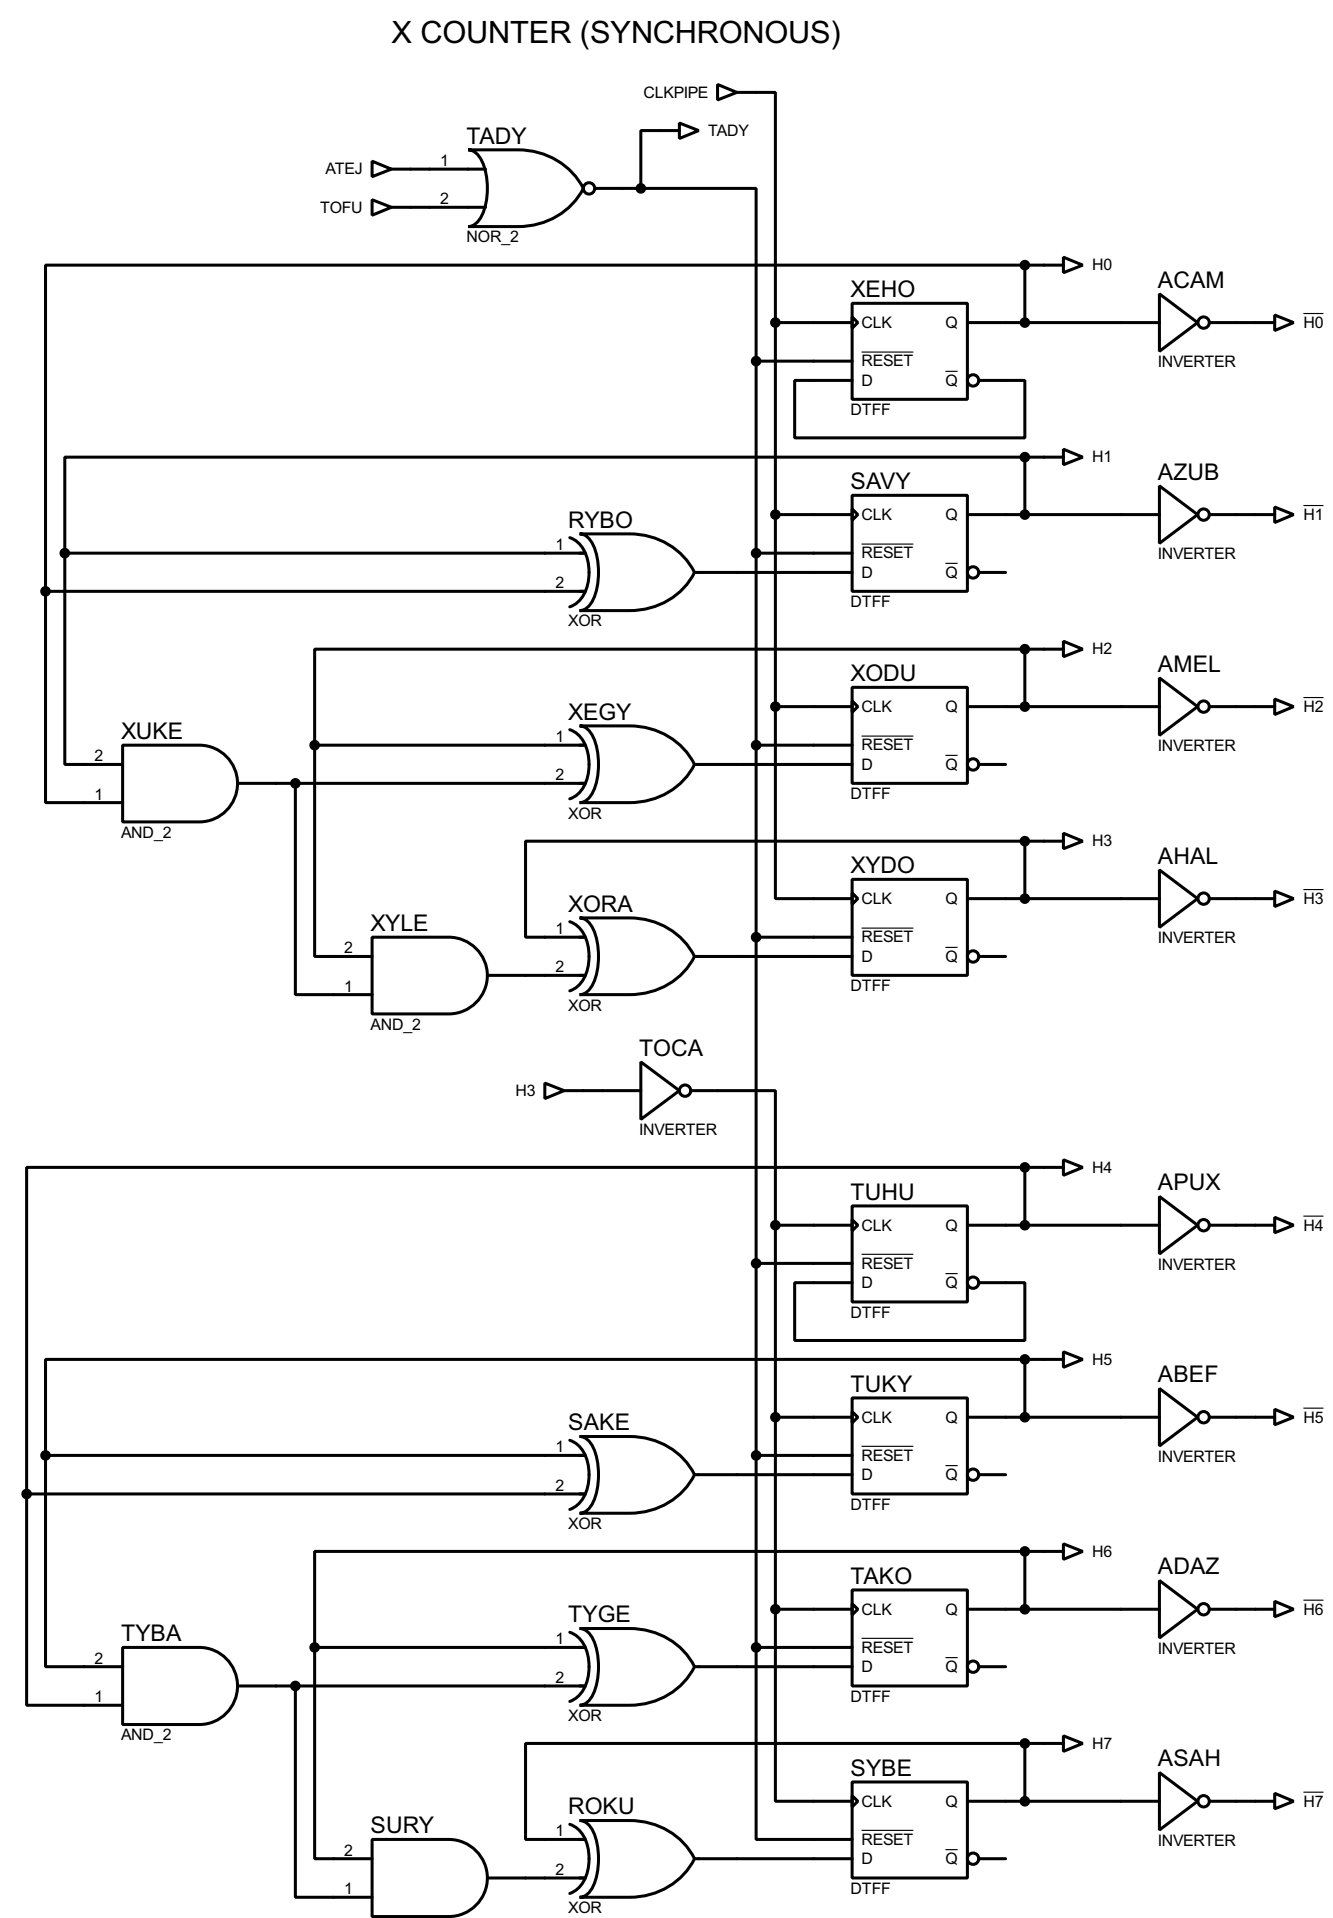 X COUNTER (SYNCHRONOUS)
CLKPIPE
TADY
TADY
ATEJ
1
TOFU
2
NOR_2
H0
XEHO
ACAM
CLK
Q
H0
RESET
INVERTER
D
Q
DTFF
H1
SAVY
AZUB
RYBO
CLK
Q
H1
1
RESET
INVERTER
D
Q
2
DTFF
XOR
H2
XODU
AMEL
XEGY
CLK
Q
H2
XUKE
1
RESET
INVERTER
2
D
Q
2
1
DTFF
XOR
AND_2
H3
XYDO
AHAL
XORA
CLK
Q
H3
XYLE
1
RESET
INVERTER
2
D
Q
2
1
DTFF
XOR
AND_2
TOCA
H3
INVERTER
H4
TUHU
APUX
CLK
Q
H4
RESET
INVERTER
D
Q
DTFF
H5
TUKY
ABEF
SAKE
CLK
Q
H5
1
RESET
INVERTER
D
Q
2
DTFF
XOR
H6
TAKO
ADAZ
TYGE
CLK
Q
H6
TYBA
1
RESET
INVERTER
2
D
Q
2
1
DTFF
XOR
AND_2
H7
SYBE
ASAH
ROKU
CLK
Q
H7
SURY
1
RESET
INVERTER
2
D
Q
2
1
DTFF
XOR